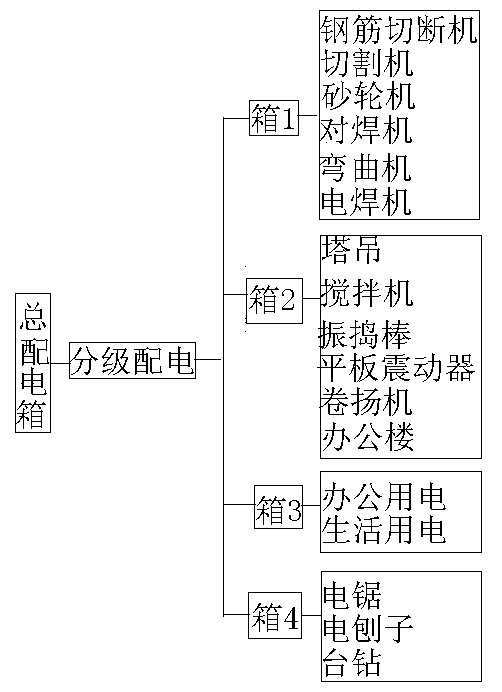 总配电箱
分级配电
箱1
钢筋切断机
切割机
砂轮机
对焊机
弯曲机
电焊机
箱2
塔吊
搅拌机
振捣棒
平板震动器
卷扬机
办公楼
箱3
办公用电
生活用电
箱4
电锯
电刨子
台钻